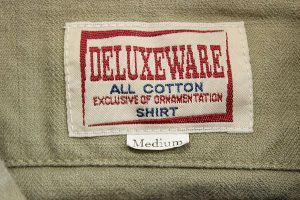 DELUXEWARE
ALL COTTON
EXCLUSIVE OF ORNAMENTATION
SHIRT
Medium